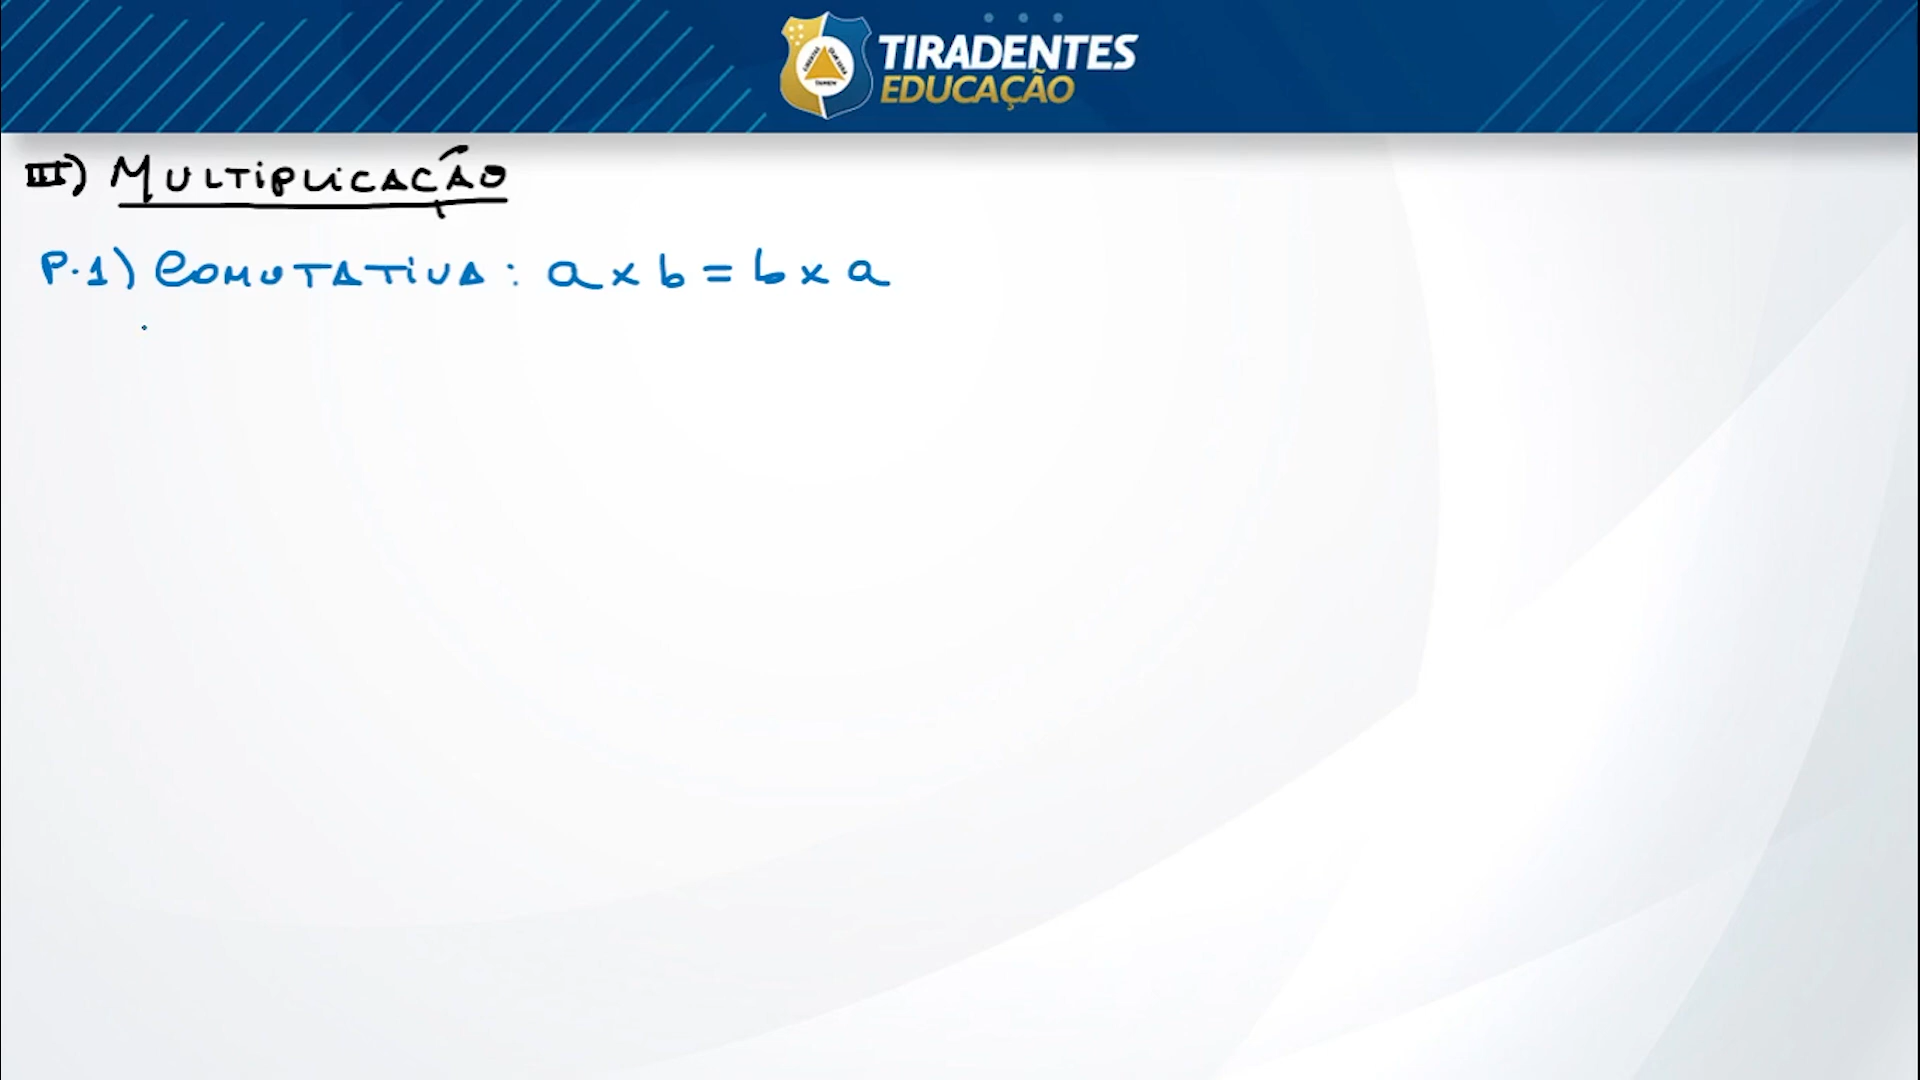 TIRADENTES
EDUCAÇÃO
III) MULTIPLICAÇÃO
P.1) COMUTATIVA: a x b = b x a